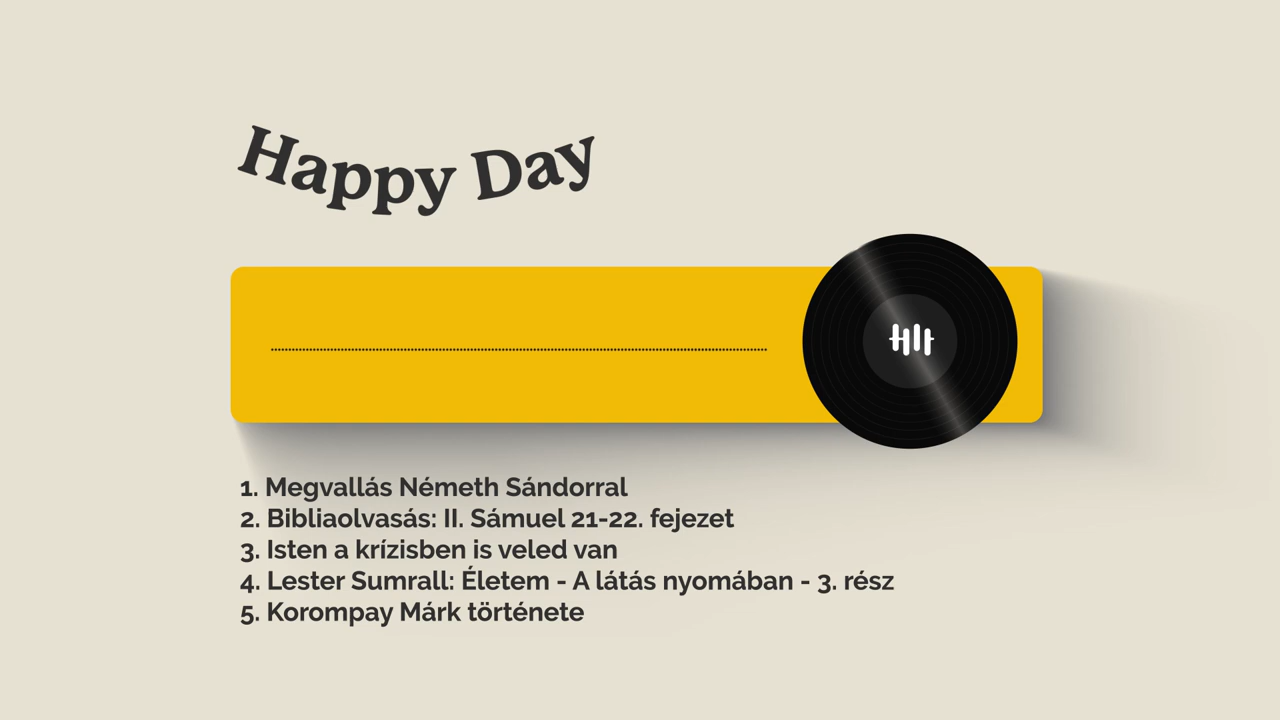 Happy Day
1. Megvallás Németh Sándorral
2. Bibliaolvasás: II. Sámuel 21-22. fejezet
3. Isten a krízisben is veled van
4. Lester Sumrall: Életem - A látás nyomában - 3. rész
5. Korompay Márk története